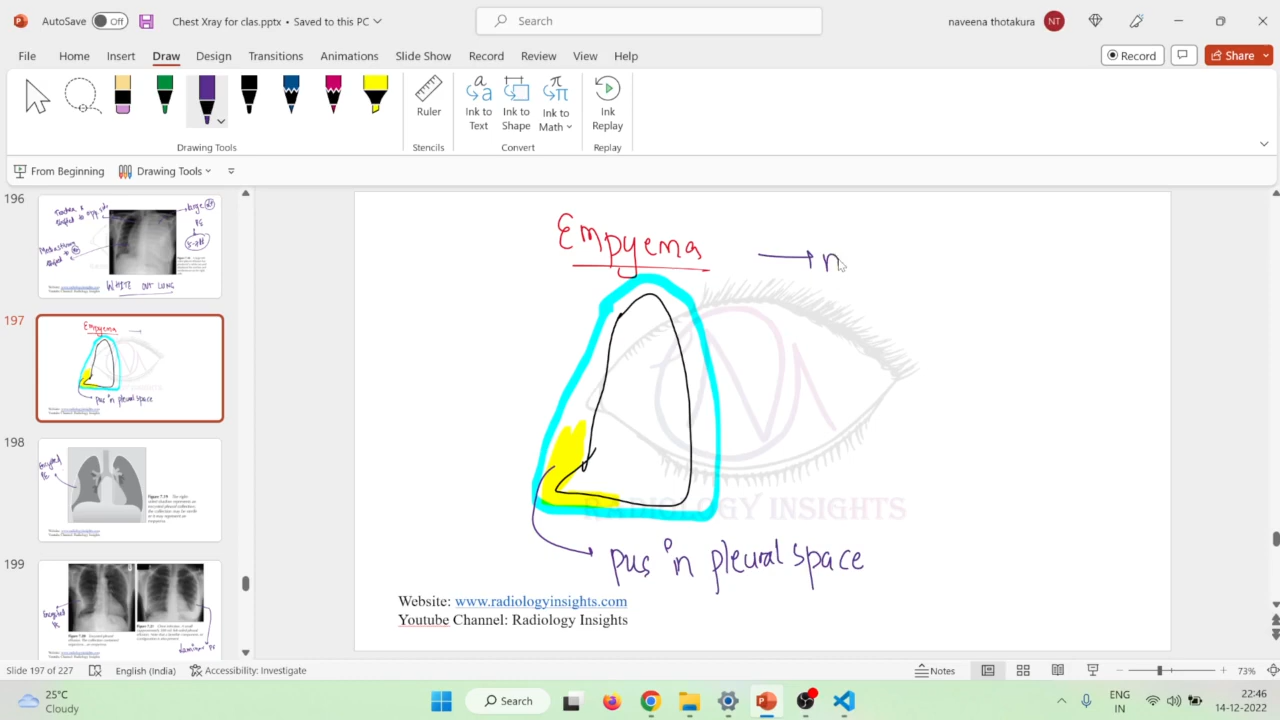 AutoSave Off Chest Xray for clas.pptx • Saved to this PC Search naveena thotakura NT
File Home Insert Draw Design Transitions Animations Slide Show Record Review View Help Record Share
Ruler
Ink to Text
Ink to Shape
Ink to Math
Ink Replay
Drawing Tools Stencils Convert Replay
From Beginning Drawing Tools
196
WHITE OUT LUNG
197
Empyema
pus in pleural space
198
199
Empyema → n
RADIOLOGY INSIGHTS
pus in pleural space
Website: www.radiologyinsights.com
YouTube Channel: Radiology Insights
Slide 197 of 227 English (India) Accessibility: Investigate Notes 73%
25°C
Cloudy
Search
ENG
IN
22:46
14-12-2022